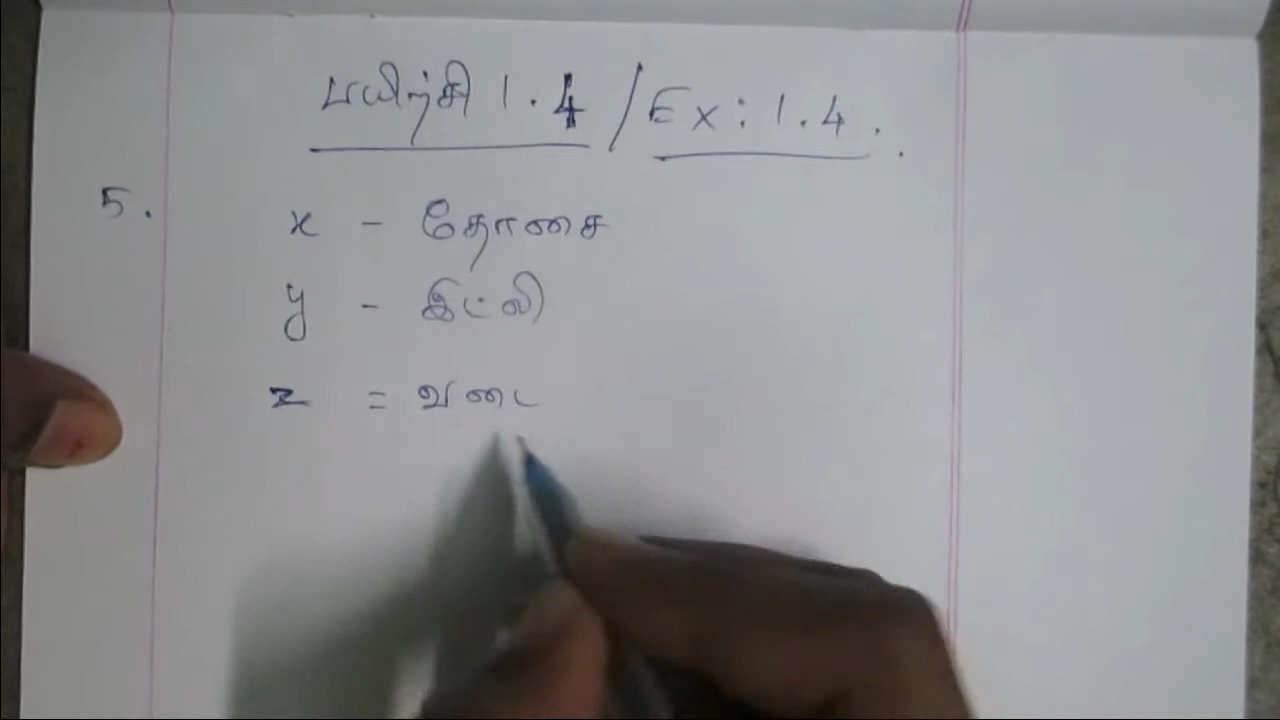 பயிற்சி 1.4 / Ex: 1.4.
5. x - தோசை
y - இட்லி
z = வடை